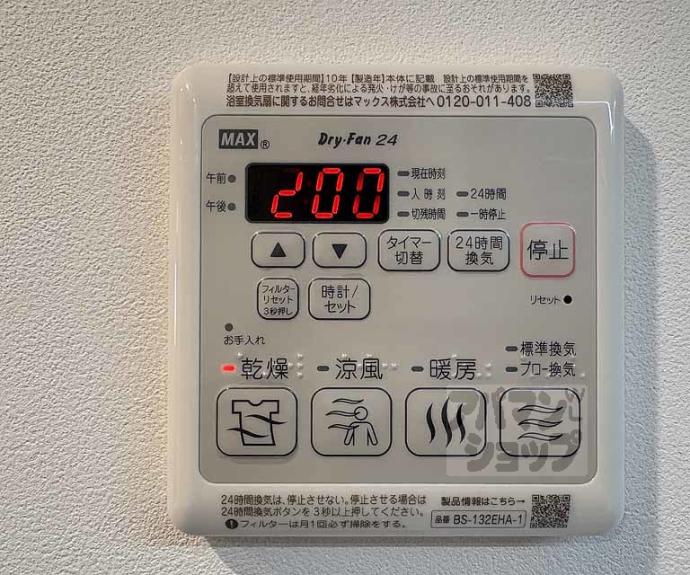 【設計上の標準使用期間】10年 【製造年】本体に記載 設計上の標準使用期間を
超えて使用されますと、経年劣化による発火・けが等の事故に至るおそれがあります。
浴室換気扇に関するお問合せはマックス株式会社へ 0120-011-408
MAX® Dry·Fan 24
午前
午後
200
現在時刻
入時刻 24時間
切残時間 一時停止
▲ ▼ タイマー切替 24時間換気 停止
フィルターリセット3秒押し 時計/セット リセット
お手入れ
乾燥 涼風 暖房 標準換気
ブロー換気
アパマンショップ
24時間換気は、停止させない。停止させる場合は
24時間換気ボタンを3秒以上押してください。
❶フィルターは月1回必ず掃除をする。
製品情報はこちら→
品番 BS-132EHA-1